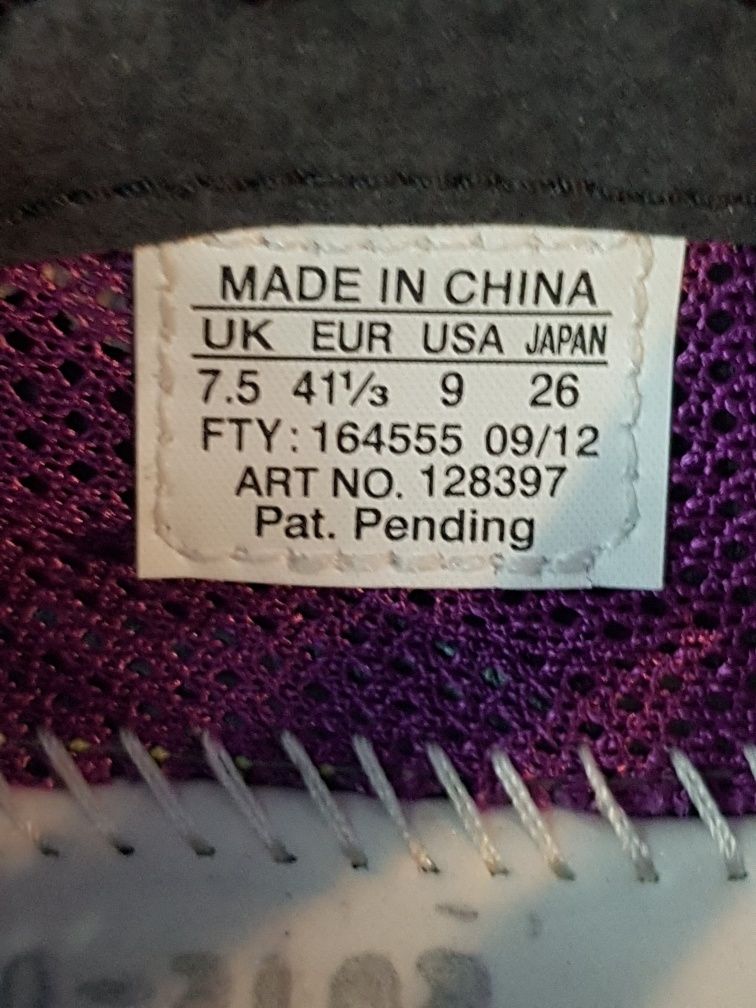 MADE IN CHINA
UK EUR USA JAPAN
7.5 41⅓ 9 26
FTY: 164555 09/12
ART NO. 128397
Pat. Pending